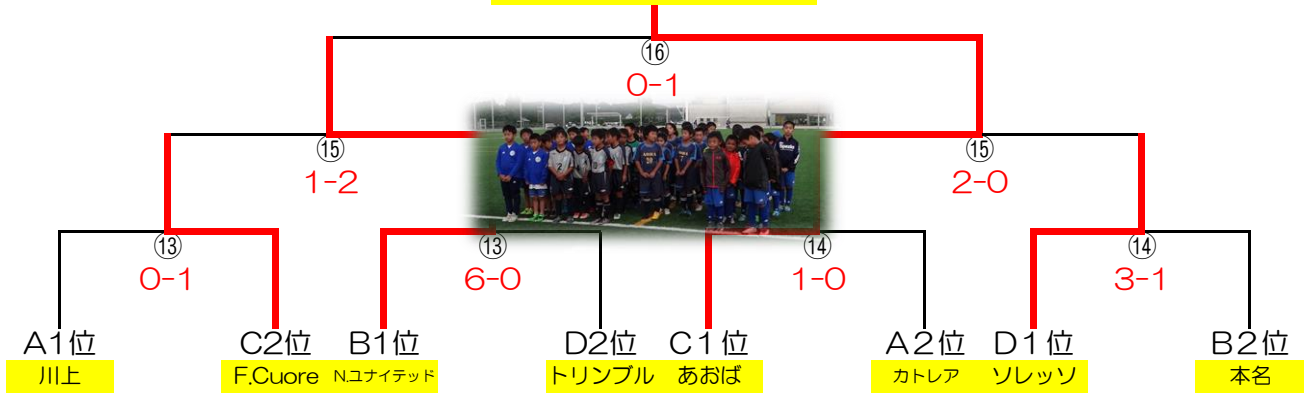 ⑯
0-1
⑮ ⑮
1-2 2-0
⑬ ⑬ ⑭ ⑭
0-1 6-0 1-0 3-1
A1位 C2位 B1位 D2位 C1位 A2位 D1位 B2位
川上 F.Cuore N.ユナイテッド トリンブル あおば カトレア ソレッソ 本名